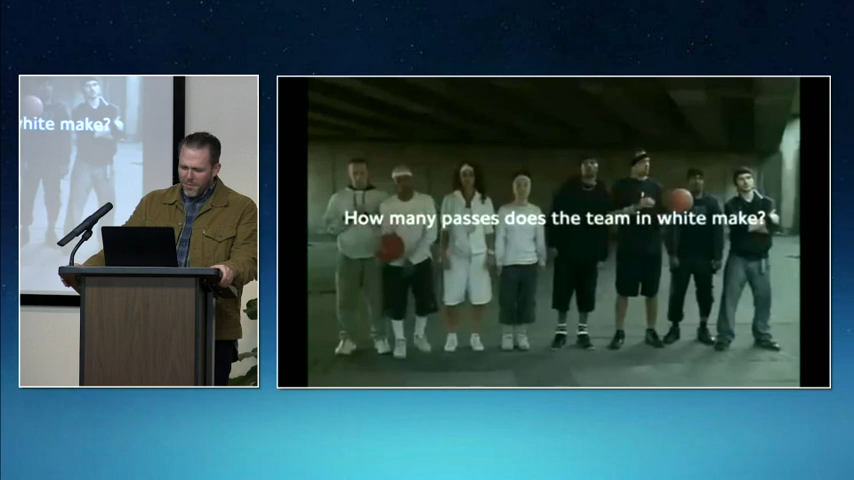 white make?
How many passes does the team in white make?